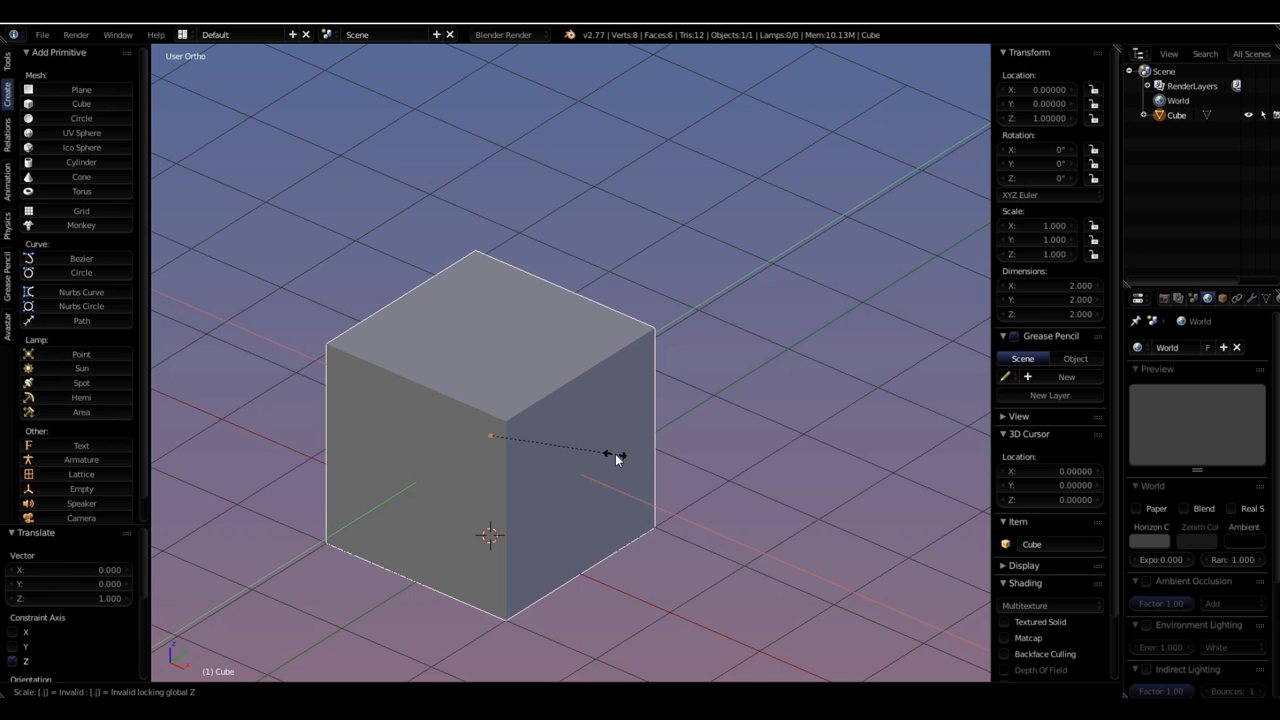 File Render Window Help Default Scene Blender Render v2.77 | Verts:8 | Faces:6 | Tris:12 | Objects:1/1 | Lamps:0/0 | Mem:10.13M | Cube
Tools
Create
Relations
Animation
Physics
Grease Pencil
Avastar
Add Primitive
Mesh:
Plane
Cube
Circle
UV Sphere
Ico Sphere
Cylinder
Cone
Torus
Grid
Monkey
Curve:
Bezier
Circle
Nurbs Curve
Nurbs Circle
Path
Lamp:
Point
Sun
Spot
Hemi
Area
Other:
Text
Armature
Lattice
Empty
Speaker
Camera
Translate
Vector
X: 0.000
Y: 0.000
Z: 1.000
Constraint Axis
X
Y
Z
User Ortho
(1) Cube
Scale: [.|] = Invalid : [.|] = Invalid locking global Z
Transform
Location:
X: 0.00000
Y: 0.00000
Z: 1.00000
Rotation:
X: 0°
Y: 0°
Z: 0°
XYZ Euler
Scale:
X: 1.000
Y: 1.000
Z: 1.000
Dimensions:
X: 2.000
Y: 2.000
Z: 2.000
Grease Pencil
Scene Object
New
New Layer
View
3D Cursor
Location:
X: 0.00000
Y: 0.00000
Z: 0.00000
Item
Cube
Display
Shading
Multitexture
Textured Solid
Matcap
Backface Culling
Depth Of Field
View Search All Scenes
Scene
RenderLayers
World
Cube
World
World F
Preview
World
Paper Blend Real S
Horizon C Zenith Col Ambient
Expo:0.000 Ran: 1.000
Ambient Occlusion
Factor:1.00 Add
Environment Lighting
Ener: 1.000 White
Indirect Lighting
Factor:1.00 Bounces: 1